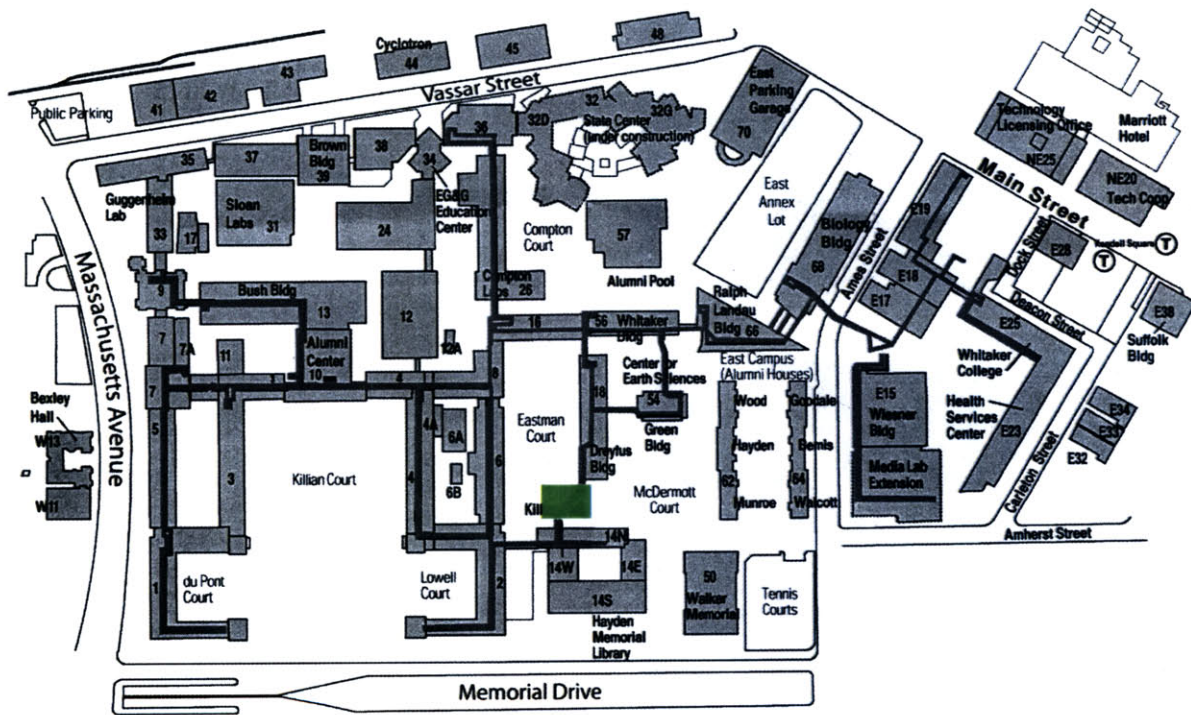 48
45
Cyclotron
44
43
42
41
Public Parking
Vassar Street
East
Parking
Garage
70
Technology
Licensing Office
NE25
Marriott
Hotel
NE20
Tech Coop
Main Street
32
32G
32D
(under construction)
36
38
34
35
37
Brown
Bldg
39
Guggenheim
Lab
EG&G
Education
Center
Sloan
Labs
31
24
33
17
Compton
Court
57
Alumni Pool
East
Annex
Lot
Biology
Bldg
68
Ames Street
E19
E18
E17
Dock Street
E28
Kendall Square
T
T
Deacon Street
E25
E38
Suffolk
Bldg
Massachusetts Avenue
9
Bush Bldg
13
12
12A
Compton
Labs
26
16
56
Whitaker
Bldg
Ralph
Landau
Bldg
66
East Campus
(Alumni Houses)
Whitaker
College
7
7A
11
Alumni
Center
10
7
3
4
8
18
Center for
Earth Sciences
54
Green
Bldg
Dreyfus
Bldg
Eastman
Court
Bexley
Hall
W13
W11
5
3
Killian Court
4A
6A
4
6B
6
Kill
McDermott
Court
Wood
Goodale
Hayden
Bemis
62
64
Munroe
Walcott
E15
Wiesner
Bldg
Media Lab
Extension
Health
Services
Center
E23
E34
E33
E32
Carleton Street
Amherst Street
1
du Pont
Court
Lowell
Court
2
14N
14W
14E
14S
Hayden
Memorial
Library
50
Walker
Memorial
Tennis
Courts
Memorial Drive